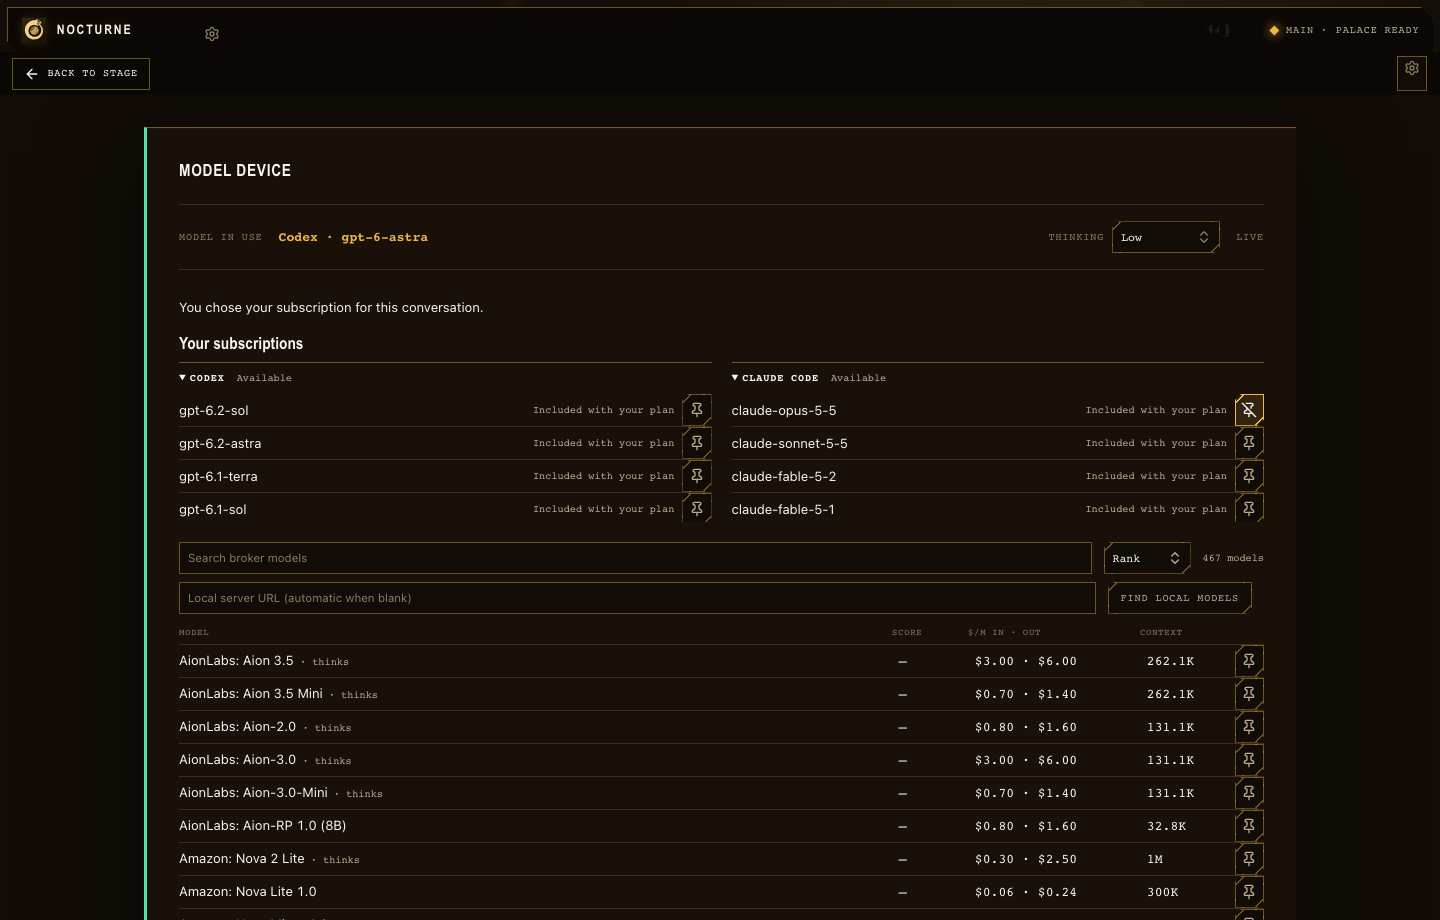 NOCTURNE
MAIN · PALACE READY
BACK TO STAGE
MODEL DEVICE
MODEL IN USE Codex · gpt-6-astra THINKING Low LIVE
You chose your subscription for this conversation.
Your subscriptions
▼ CODEX Available
gpt-6.2-sol Included with your plan
gpt-6.2-astra Included with your plan
gpt-6.1-terra Included with your plan
gpt-6.1-sol Included with your plan
▼ CLAUDE CODE Available
claude-opus-5-5 Included with your plan
claude-sonnet-5-5 Included with your plan
claude-fable-5-2 Included with your plan
claude-fable-5-1 Included with your plan
Search broker models Rank 467 models
Local server URL (automatic when blank) FIND LOCAL MODELS
MODEL SCORE $/M IN · OUT CONTEXT
AionLabs: Aion 3.5 · thinks — $3.00 · $6.00 262.1K
AionLabs: Aion 3.5 Mini · thinks — $0.70 · $1.40 262.1K
AionLabs: Aion-2.0 · thinks — $0.80 · $1.60 131.1K
AionLabs: Aion-3.0 · thinks — $3.00 · $6.00 131.1K
AionLabs: Aion-3.0-Mini · thinks — $0.70 · $1.40 131.1K
AionLabs: Aion-RP 1.0 (8B) — $0.80 · $1.60 32.8K
Amazon: Nova 2 Lite · thinks — $0.30 · $2.50 1M
Amazon: Nova Lite 1.0 — $0.06 · $0.24 300K